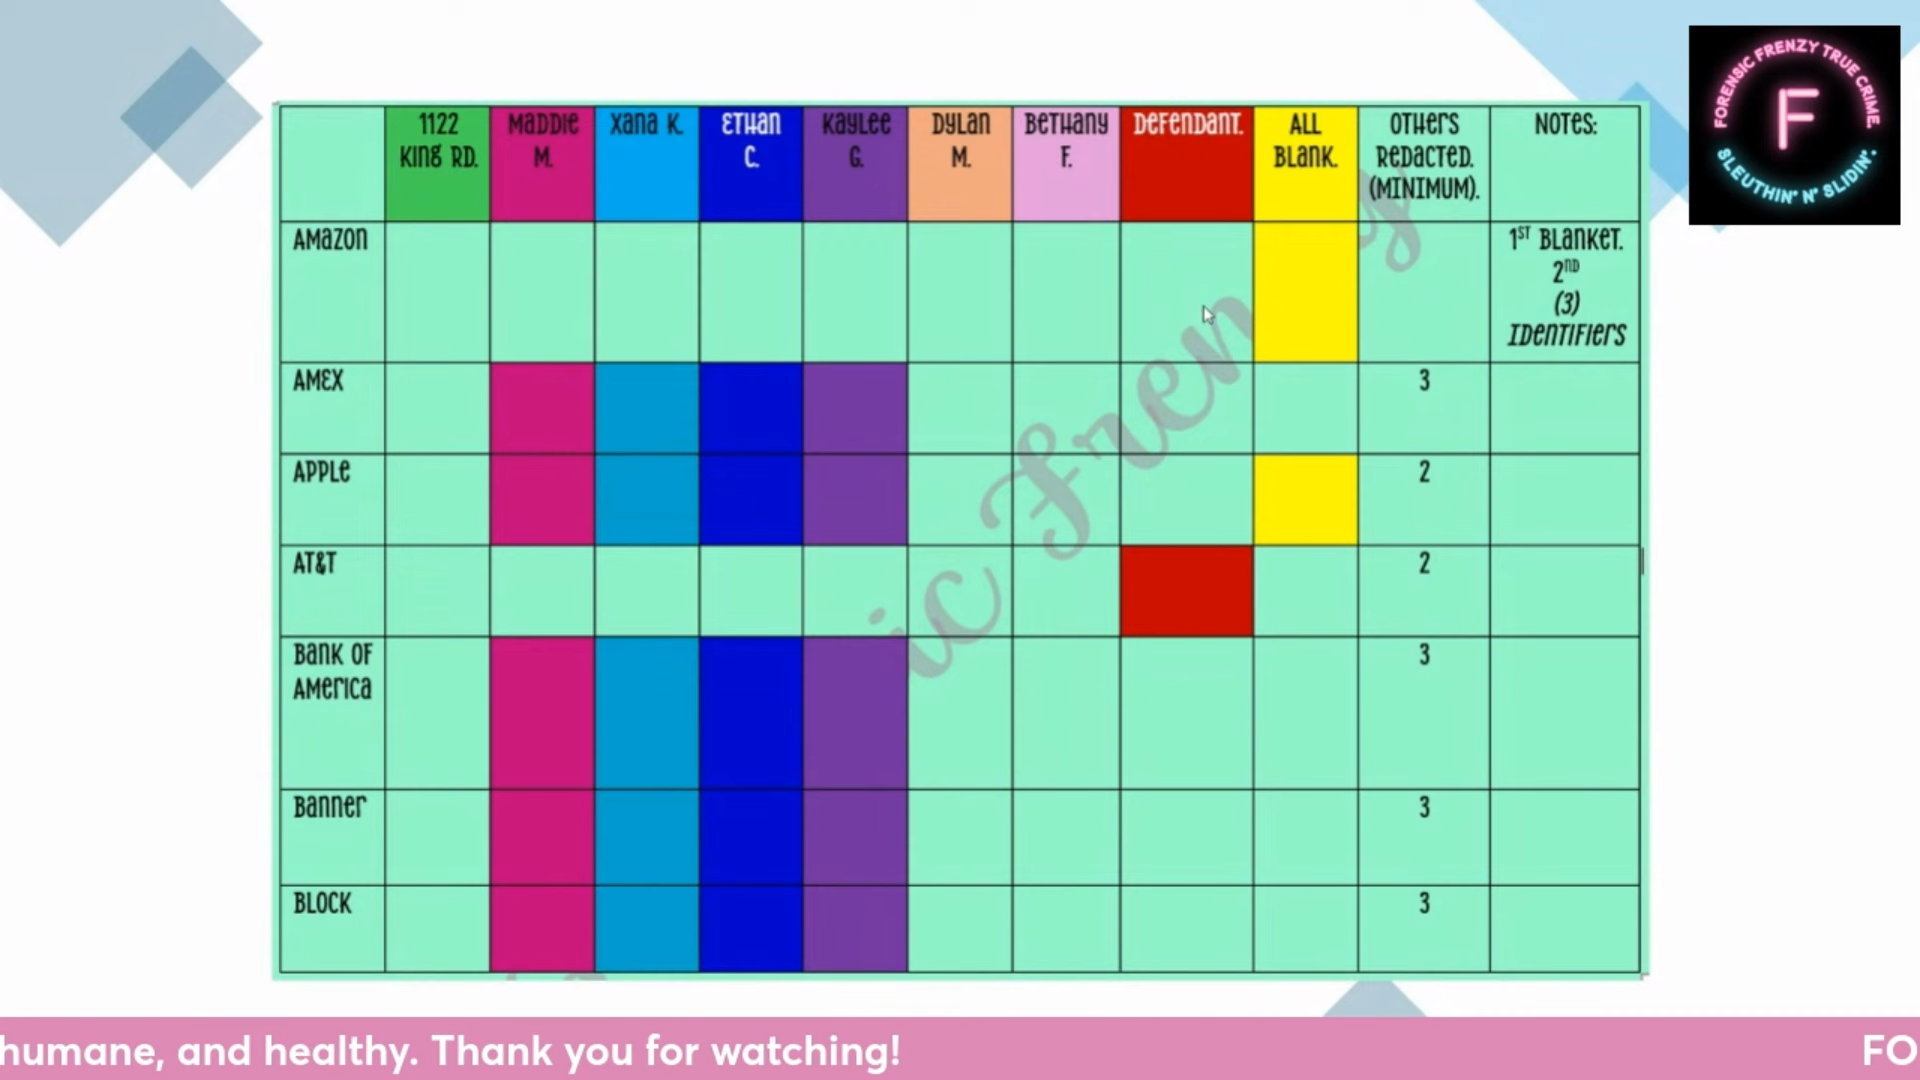 FORENSIC FRENZY TRUE CRIME.
F
SLEUTHIN' N' SLIDIN'.
1122 KING RD.
MADDIE M.
XANA K.
ETHAN C.
KAYLEE G.
DYLAN M.
BETHANY F.
DEFENDANT.
ALL BLANK.
OTHERS REDACTED. (MINIMUM).
NOTES:
AMAZON
1ST BLANKET.
2ND
(3)
IDENTIFIERS
AMEX
3
APPLE
2
AT&T
2
BANK OF
AMERICA
3
BANNER
3
BLOCK
3
ic Fren
y
humane, and healthy. Thank you for watching!
FO